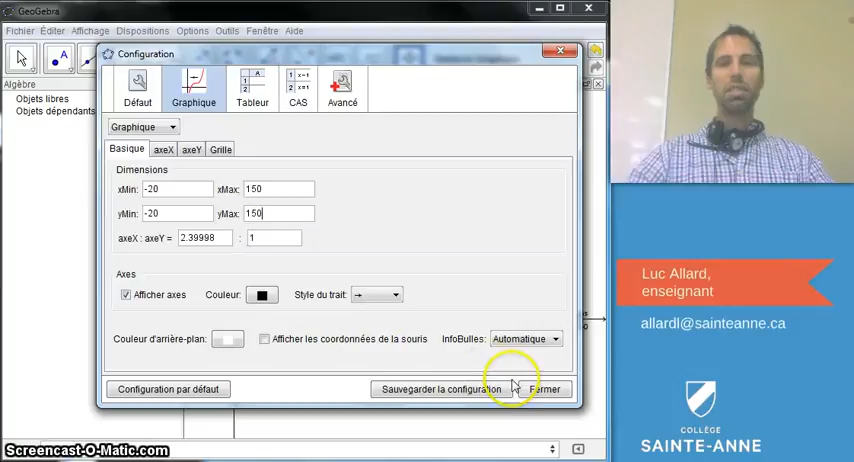 GeoGebra
Fichier Éditer Affichage Dispositions Options Outils Fenêtre Aide
Configuration
Algèbre
Objets libres
Objets dépendants
Défaut Graphique Tableur CAS Avancé
Graphique
Basique axeX axeY Grille
Dimensions
xMin: -20 xMax: 150
yMin: -20 yMax: 150
axeX : axeY = 2.39998 : 1
Axes
Afficher axes Couleur: Style du trait:
Couleur d'arrière-plan: Afficher les coordonnées de la souris InfoBulles: Automatique
Configuration par défaut Sauvegarder la configuration Fermer
Screencast-O-Matic.com
Luc Allard,
enseignant
allardl@sainteanne.ca
COLLÈGE
SAINTE-ANNE